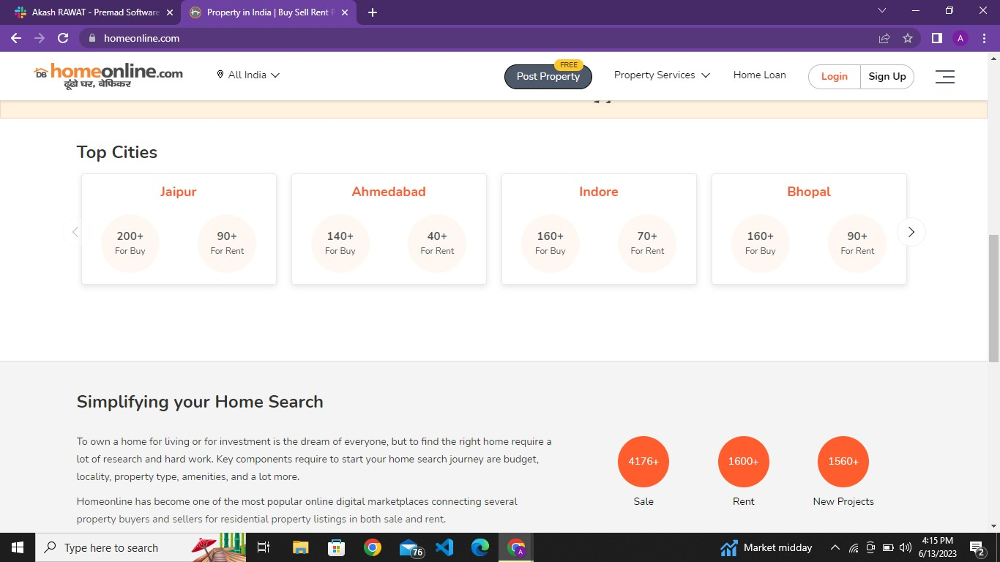 Akash RAWAT - Premad Software
Property in India | Buy Sell Rent P
homeonline.com
A
DB homeonline.com
ढूंढो घर, बेफिकर
All India
FREE
Post Property
Property Services
Home Loan
Login
Sign Up
Top Cities
Jaipur
Ahmedabad
Indore
Bhopal
200+
90+
140+
40+
160+
70+
160+
90+
For Buy
For Rent
For Buy
For Rent
For Buy
For Rent
For Buy
For Rent
Simplifying your Home Search
To own a home for living or for investment is the dream of everyone, but to find the right home require a
lot of research and hard work. Key components require to start your home search journey are budget,
locality, property type, amenities, and a lot more.
Homeonline has become one of the most popular online digital marketplaces connecting several
property buyers and sellers for residential property listings in both sale and rent.
4176+
1600+
1560+
Sale
Rent
New Projects
Type here to search
76
A
Market midday
4:15 PM
6/13/2023
2